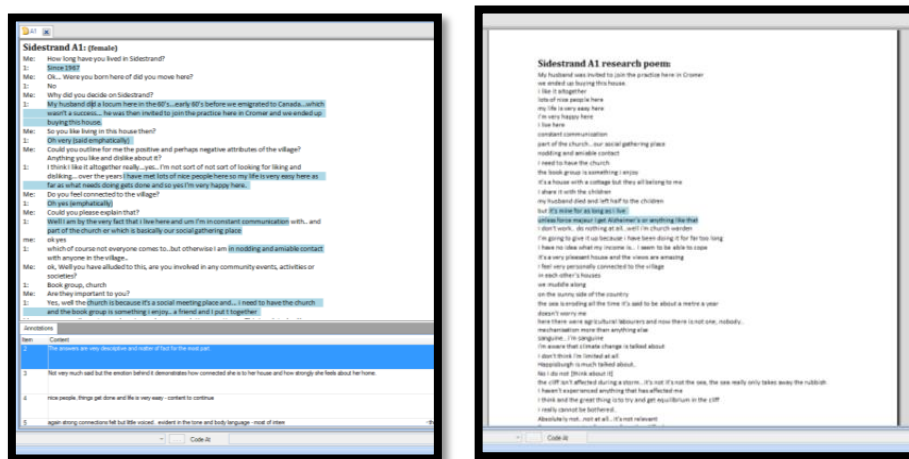 A1
Sidestrand A1: (female)
Me: How long have you lived in Sidestrand?
1: Since 1967
Me: Ok... Were you born here of did you move here?
1: No
Me: Why did you decide on Sidestrand?
1: My husband did a locum here in the 60's...early 60's before we emigrated to Canada...which
wasn't a success... he was then invited to join the practice here in Cromer and we ended up
buying this house.
Me: So you like living in this house then?
1: Oh very (said emphatically)
Me: Could you outline for me the positive and perhaps negative attributes of the village?
Anything you like and dislike about it?
1: I think I like it altogether really...yes.. I'm not sort of not sort of looking for liking and
disliking...over the years I have met lots of nice people here so my life is very easy here as
far as what needs doing gets done and so yes I'm very happy here.
Me: Do you feel connected to the village?
1: Oh yes (emphatically)
Me: Could you please explain that?
1: Well I am by the very fact that i live here and um I'm in constant communication with.. and
part of the church er which is basically our social gathering place
me: ok yes
1: which of course not everyone comes to..but otherwise I am in nodding and amiable contact
with anyone in the village..
Me: ok, Well you have alluded to this, are you involved in any community events, activities or
societies?
1: Book group, church
Me: Are they important to you?
1: Yes, well the church is because it's a social meeting place and... i need to have the church
and the book group is something i enjoy... a friend and I put t together
Annotations
Item Content
2 The answers are very descriptive and matter of fact for the most part
3 Not very much said but the emotion behind it demonstrates how connected she is to her house and how strongly she feels about her home.
4 nice people, things get done and life is very easy - content to continue
5 again strong connections felt but little voiced. evident in the tone and body language - most of inter
Code At
Sidestrand A1 research poem:
My husband was invited to join the practice here in Cromer
we ended up buying this house.
I like it altogether
lots of nice people here
my life is very easy here
I'm very happy here
I live here
constant communication
part of the church.. our social gathering place
nodding and amiable contact
I need to have the church
the book group is something i enjoy
it's a house with a cottage but they all belong to me
I share it with the children
my husband died and left half to the children
but it's mine for as long as i live
unless force majeur I get Alzheimer's or anything like that
I don't work.. do nothing at all...well i'm church warden
I'm going to give it up because i have been doing it for far too long
I have no idea what my income is.. I seem to be able to cope
it's a very pleasant house and the views are amazing
I feel very personally connected to the village
in each other's houses
we muddle along
on the sunny side of the country
the sea is eroding all the time it's said to be about a metre a year
doesn't worry me
here there were agricultural labourers and now there is not one, nobody..
mechanisation more than anything else
sanguine.. I'm sanguine
I'm aware that climate change is talked about
I don't think I'm limited at all
Happisburgh is much talked about..
No I do not [think about it]
the cliff isn't affected during a storm.. it's not it's not the sea, the sea really only takes away the rubbish
I haven't experienced anything that has affected me
I think and the great thing is to try and get equilibrium in the cliff
I really cannot be bothered..
Absolutely not..not at all...it's not relevant
Code At